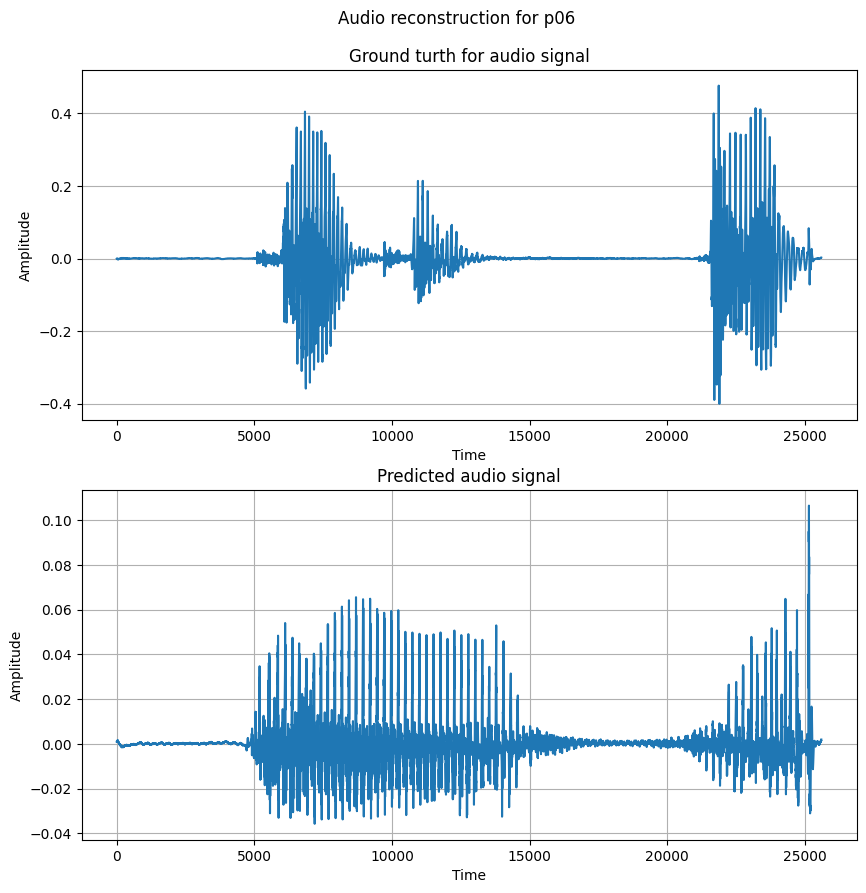 Audio reconstruction for p06
Ground turth for audio signal
0.4
0.2
0.0
−0.2
−0.4
Amplitude
0 5000 10000 15000 20000 25000
Time
Predicted audio signal
0.10
0.08
0.06
0.04
0.02
0.00
−0.02
−0.04
Amplitude
0 5000 10000 15000 20000 25000
Time